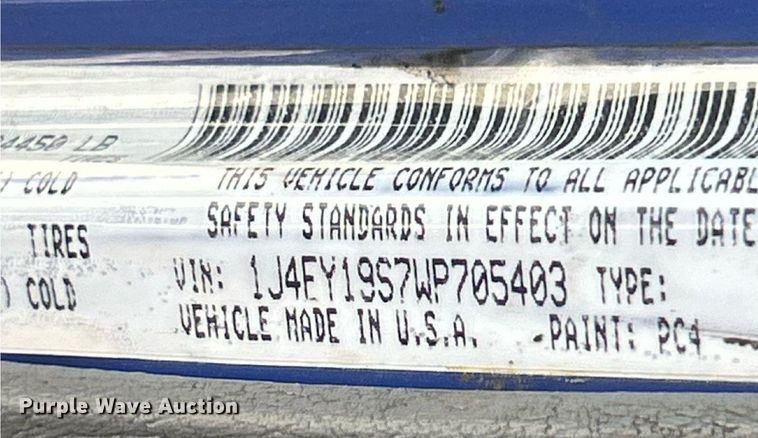 4450 LB
COLD
THIS VEHICLE CONFORMS TO ALL APPLICABL
SAFETY STANDARDS IN EFFECT ON THE DATE
TIRES
VIN: 1J4FY19S7WP705403 TYPE:
COLD
VEHICLE MADE IN U.S.A. PAINT: PC4
Purple Wave Auction